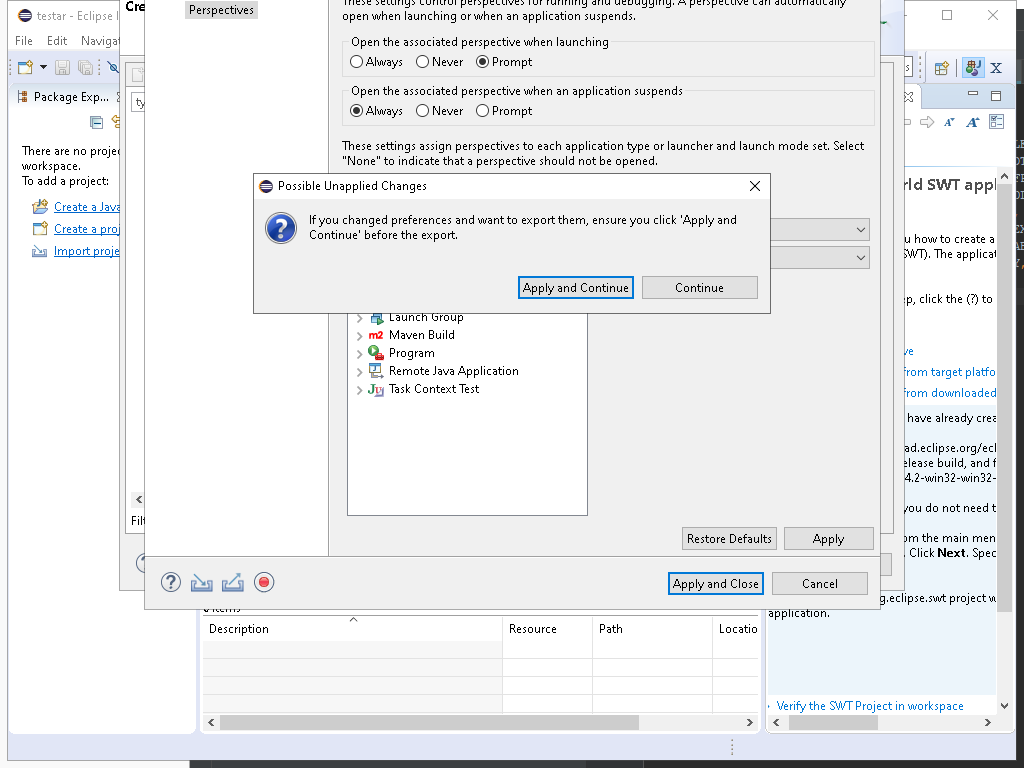 testar - Eclipse I
Cre
Perspectives
These settings control perspectives for running and debugging. A perspective can automatically
open when launching or when an application suspends.
File Edit Naviga
Open the associated perspective when launching
Always Never Prompt
Package Exp...
Open the associated perspective when an application suspends
Always Never Prompt
ty
There are no proje
workspace.
To add a project:
Create a Java
Create a proj
Import proje
These settings assign perspectives to each application type or launcher and launch mode set. Select
"None" to indicate that a perspective should not be opened.
Possible Unapplied Changes
If you changed preferences and want to export them, ensure you click 'Apply and
Continue' before the export.
Apply and Continue Continue
Launch Group
Maven Build
Program
Remote Java Application
Task Context Test
Filt
Restore Defaults Apply
Apply and Close Cancel
rld SWT appl
u how to create a
SWT). The applicat
ep, click the (?) to
ve
from target platfo
from downloaded
have already crea
ad.eclipse.org/ecl
elease build, and f
4.2-win32-win32-
you do not need t
om the main men
. Click Next. Spec
g.eclipse.swt project w
application.
Verify the SWT Project in workspace
items
Description Resource Path Locatio